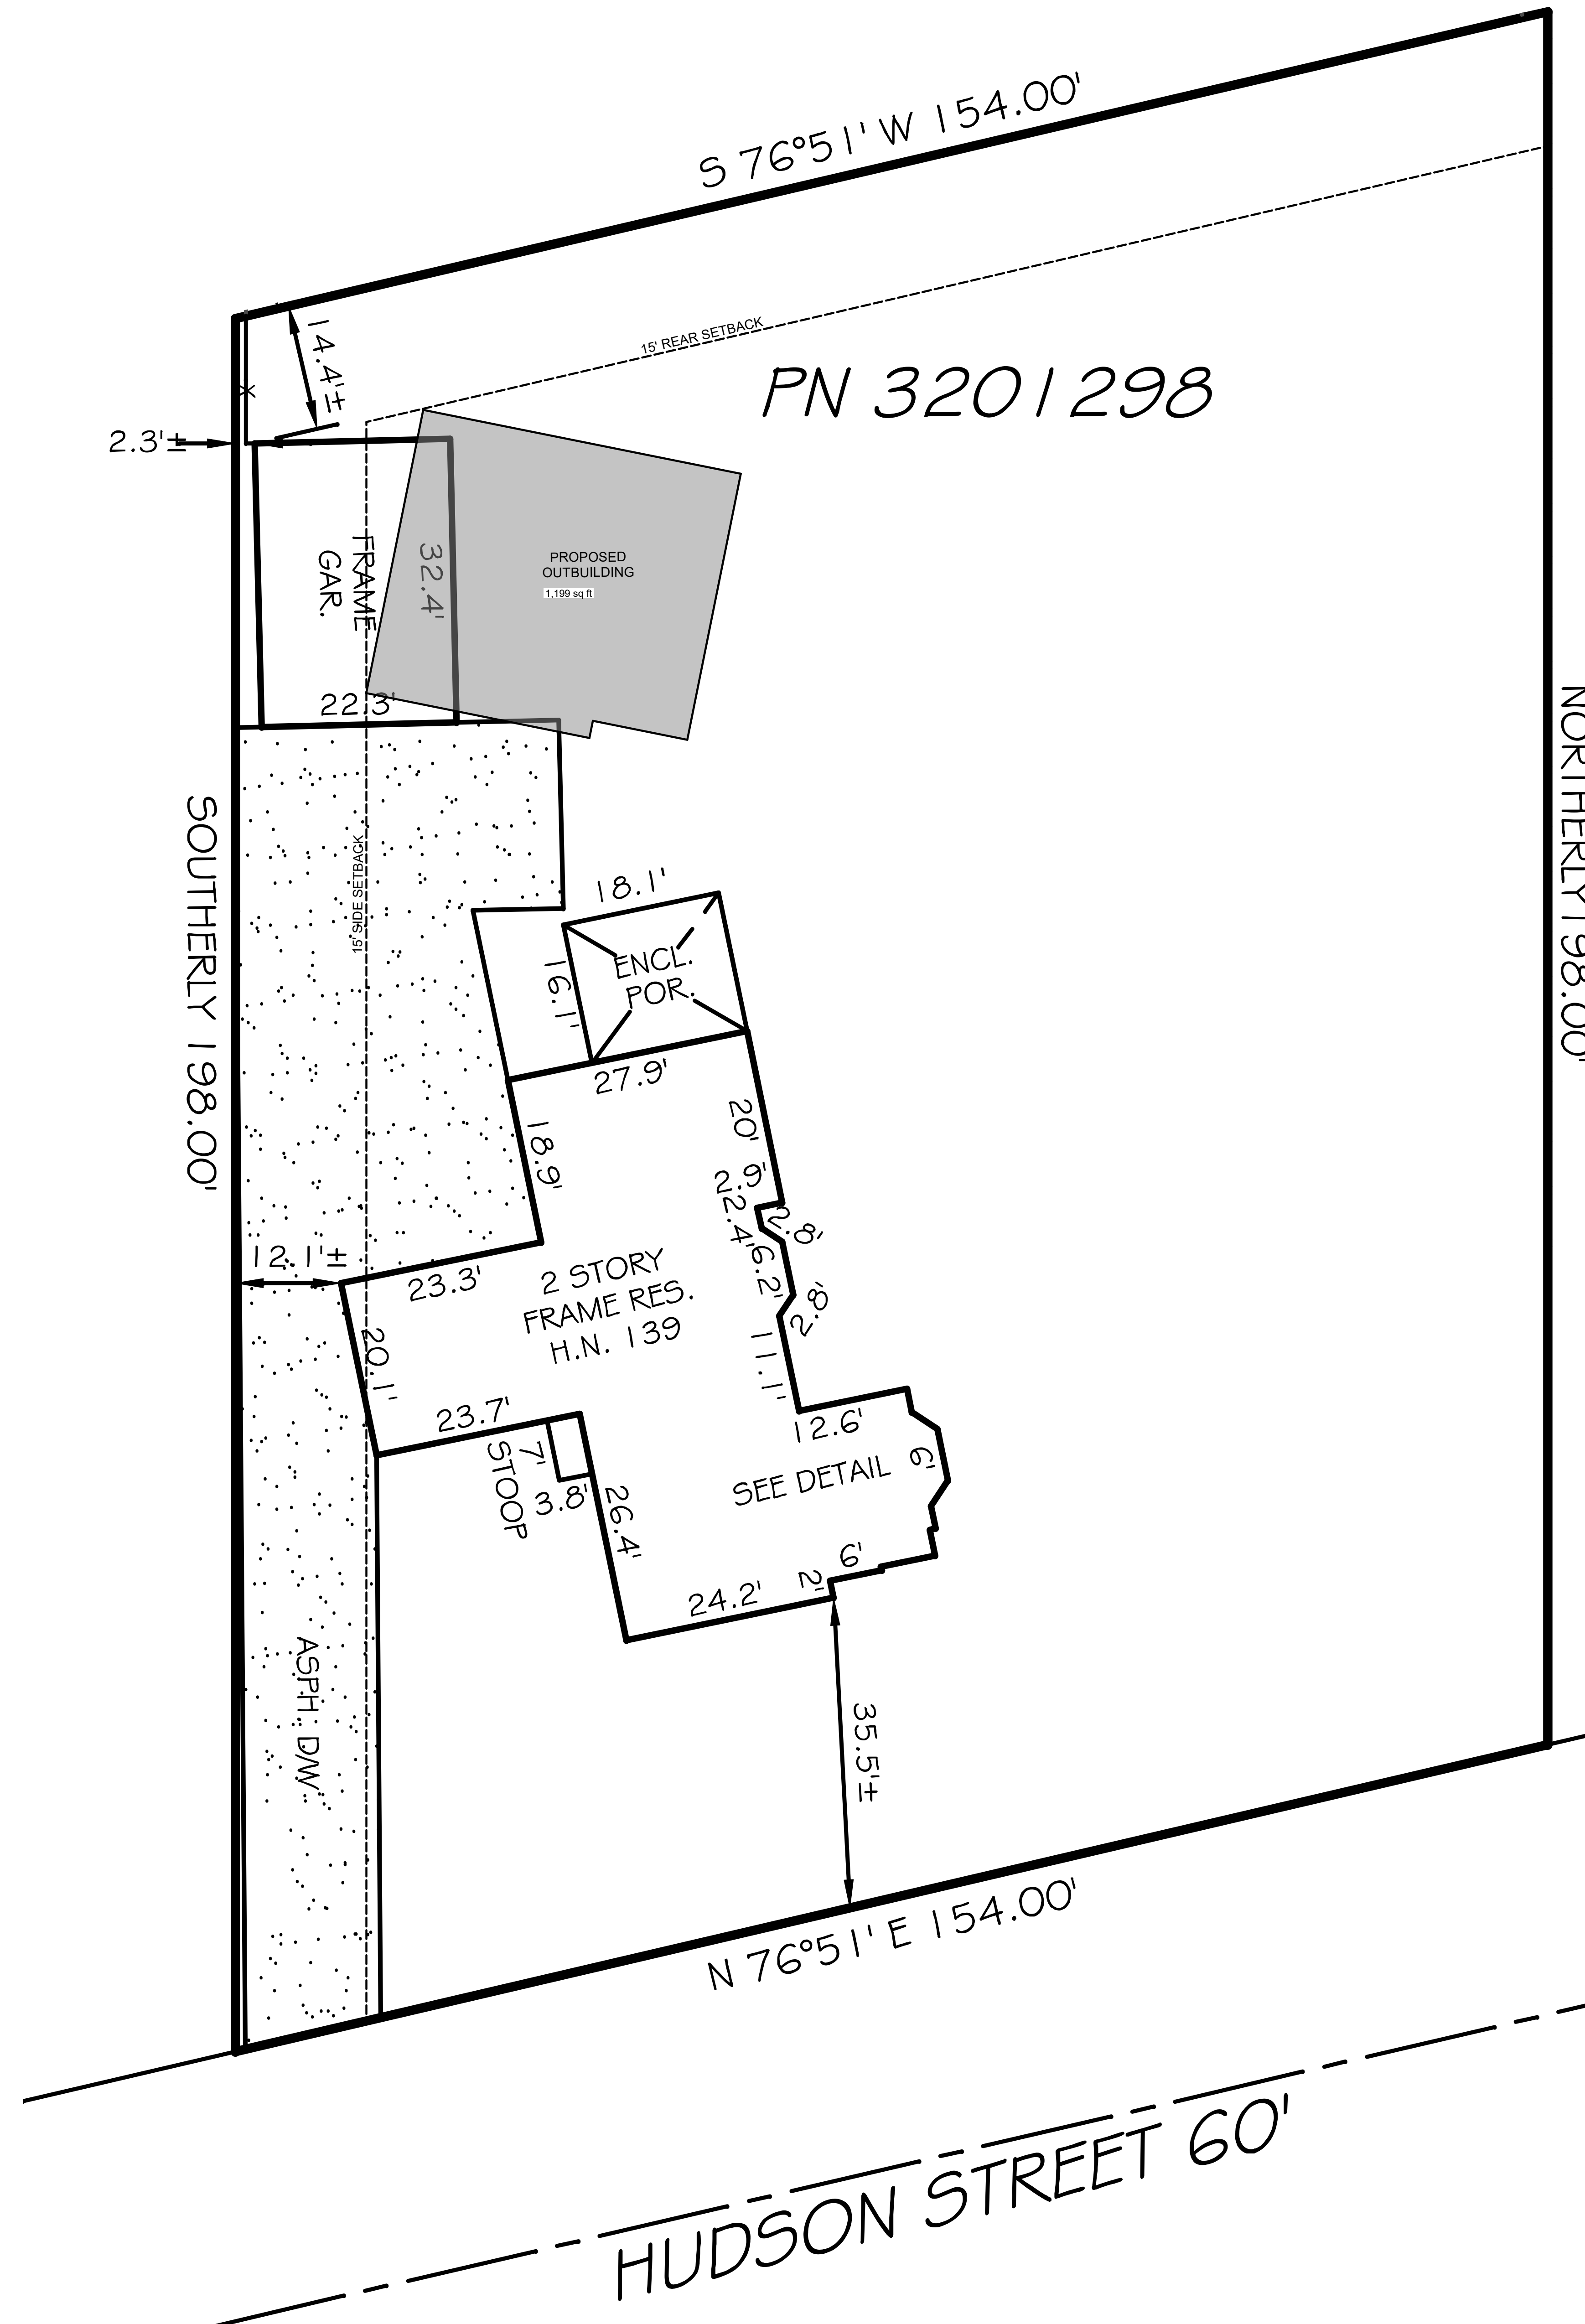 S 76°51' W 154.00'
15' REAR SETBACK
14.4'±
PN 3201298
2.3'±
FRAME
GAR.
32.4'
22.3'
PROPOSED
OUTBUILDING
1,199 sq ft
NORTHERLY 198.00'
SOUTHERLY 198.00'
15' SIDE SETBACK
18.1'
16.1'
ENCL.
POR.
27.9'
18.9'
20'
2.9'
2.4'
2.8'
6.2'
2.8'
11.1'
12.1'±
23.3'
2 STORY
FRAME RES.
H.N. 139
20.1'
23.7'
7'
STOOP
3.8'
26.4'
12.6'
6'
SEE DETAIL
6'
2'
24.2'
ASPH. D/W
35.5'±
N 76°51' E 154.00'
HUDSON STREET 60'